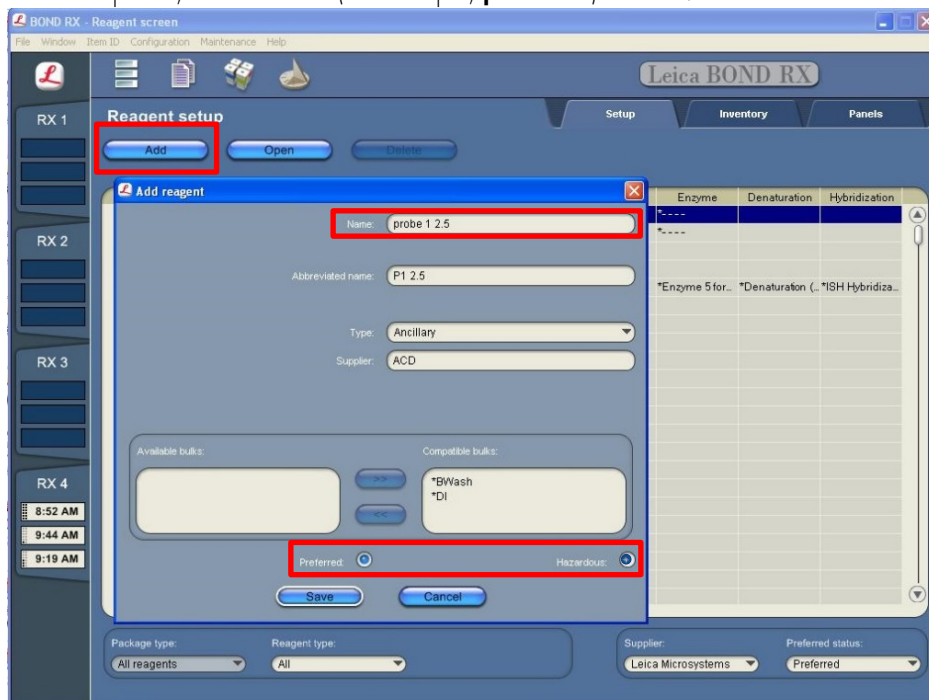 BOND RX - Reagent screen
File Window Item ID Configuration Maintenance Help
Leica BOND RX
RX 1
Reagent setup
Setup
Inventory
Panels
Add
Open
Delete
Add reagent
Enzyme
Denaturation
Hybridization
Name:
probe 1 2.5
*----
*----
RX 2
Abbreviated name:
P1 2.5
*Enzyme 5 for...
*Denaturation (...
*ISH Hybridiza...
Type:
Ancillary
RX 3
Supplier:
ACD
Available bulks:
Compatible bulks:
>>
*BWash
*DI
<<
RX 4
8:52 AM
9:44 AM
9:19 AM
Preferred:
Hazardous:
Save
Cancel
Package type:
Reagent type:
Supplier:
Preferred status:
All reagents
All
Leica Microsystems
Preferred